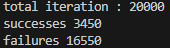 total iteration : 20000
successes 3450
failures 16550